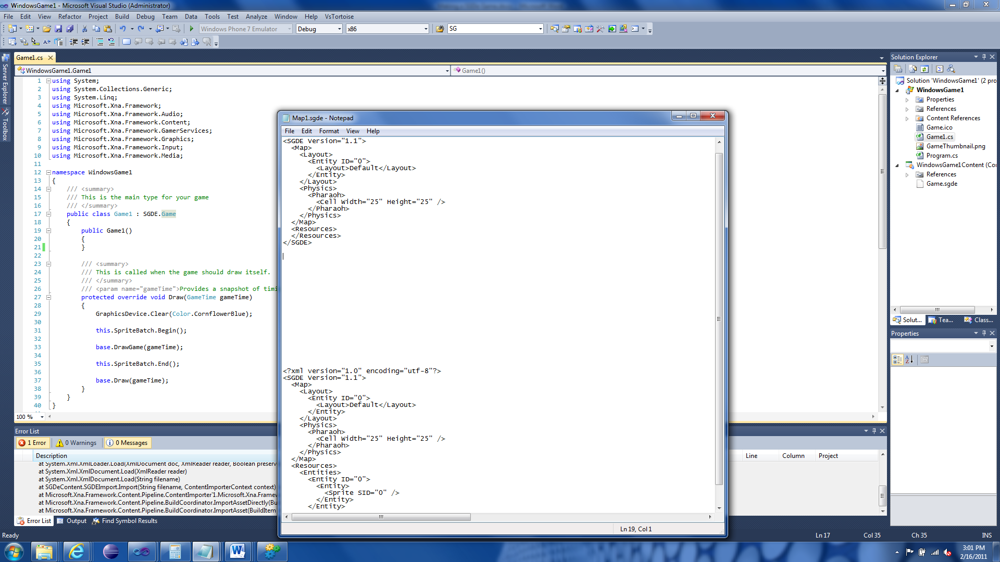 WindowsGame1 - Microsoft Visual Studio (Administrator)
File Edit View Refactor Project Build Debug Team Data Tools Test Analyze Window Help VsTortoise
Windows Phone 7 Emulator Debug x86 SG
Server Explorer
Toolbox
Game1.cs
WindowsGame1.Game1 Game1()
1 using System;
2 using System.Collections.Generic;
3 using System.Linq;
4 using Microsoft.Xna.Framework;
5 using Microsoft.Xna.Framework.Audio;
6 using Microsoft.Xna.Framework.Content;
7 using Microsoft.Xna.Framework.GamerServices;
8 using Microsoft.Xna.Framework.Graphics;
9 using Microsoft.Xna.Framework.Input;
10 using Microsoft.Xna.Framework.Media;
11
12 namespace WindowsGame1
13 {
14 /// <summary>
15 /// This is the main type for your game
16 /// </summary>
17 public class Game1 : SGDE.Game
18 {
19 public Game1()
20 {
21 }
22
23 /// <summary>
24 /// This is called when the game should draw itself.
25 /// </summary>
26 /// <param name="gameTime">Provides a snapshot of timi
27 protected override void Draw(GameTime gameTime)
28 {
29 GraphicsDevice.Clear(Color.CornflowerBlue);
30
31 this.SpriteBatch.Begin();
32
33 base.DrawGame(gameTime);
34
35 this.SpriteBatch.End();
36
37 base.Draw(gameTime);
38 }
39 }
40 }
100 %
Map1.sgde - Notepad
File Edit Format View Help
<SGDE Version="1.1">
<Map>
<Layout>
<Entity ID="0">
<Layout>Default</Layout>
</Entity>
</Layout>
<Physics>
<Pharaoh>
<Cell Width="25" Height="25" />
</Pharaoh>
</Physics>
</Map>
<Resources>
</Resources>
</SGDE>
<?xml version="1.0" encoding="utf-8"?>
<SGDE Version="1.1">
<Map>
<Layout>
<Entity ID="0">
<Layout>Default</Layout>
</Entity>
</Layout>
<Physics>
<Pharaoh>
<Cell Width="25" Height="25" />
</Pharaoh>
</Physics>
</Map>
<Resources>
<Entities>
<Entity ID="0">
<Entity>
<Sprite SID="0" />
</Entity>
</Entity>
Ln 19, Col 1
Solution Explorer
Solution 'WindowsGame1' (2 pro
WindowsGame1
Properties
References
Content References
Game.ico
Game1.cs
GameThumbnail.png
Program.cs
WindowsGame1Content (Cor
References
Game.sgde
Solut... Tea... Class...
Properties
Error List
1 Error 0 Warnings 0 Messages
Description Line Column Project
at System.Xml.XmlLoader.Load(XmlDocument doc, XmlReader reader, Boolean preserv
at System.Xml.XmlDocument.Load(XmlReader reader)
at System.Xml.XmlDocument.Load(String filename)
at SGDeContent.SGDEImport.Import(String filename, ContentImporterContext context)
at Microsoft.Xna.Framework.Content.Pipeline.ContentImporter`1.Microsoft.Xna.Framew
at Microsoft.Xna.Framework.Content.Pipeline.BuildCoordinator.ImportAssetDirectly(Bu
at Microsoft.Xna.Framework.Content.Pipeline.BuildCoordinator.ImportAsset(BuildItem
Error List Output Find Symbol Results
Ready Ln 17 Col 35 Ch 35 INS
3:01 PM
2/16/2011